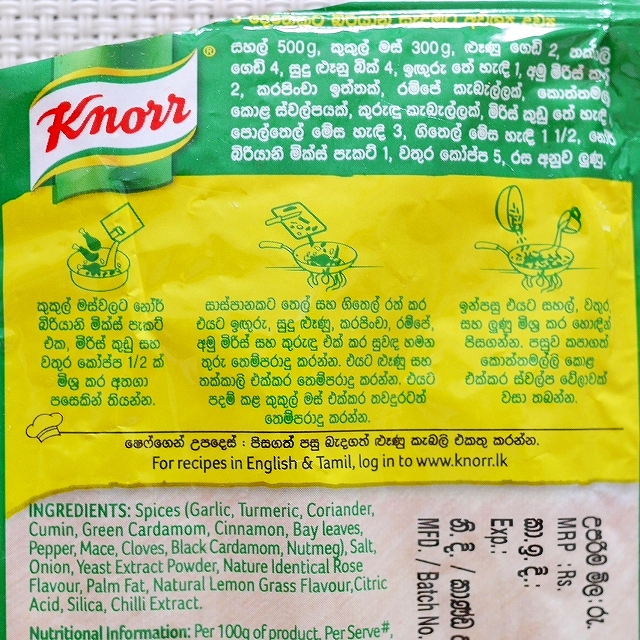 Knorr®
සහල් 500g, කුකුල් මස් 300g, ළූණු ගෙඩි 2, තක්කාලි
ගෙඩි 4, සුදු ළූනු බික් 4, ඉඟුරු තේ හැඳි 1, අමු මිරිස් කරල්
2, කරපිංචා ඉත්තක්, රම්පේ කැබැල්ලක්, කොත්තමල්ලි
කොළ ස්වල්පයක්, කුරුඳු කැබැල්ලක්, මිරිස් කුඩු තේ හැඳි
පොල්තෙල් මේස හැඳි 3, ගිතෙල් මේස හැඳි 1 1/2, නෝර්
බිරියානි මික්ස් පැකට් 1, වතුර කෝප්ප 5, රස අනුව ලුණු.
කුකුල් මස්වලට නෝර්
බිරියානි මික්ස් පැකට්
එක, මිරිස් කුඩු සහ
වතුර කෝප්ප 1/2 ක්
මිශ්‍ර කර අතගා
පසෙකින් තියන්න.
සාස්පානකට තෙල් සහ ගිතෙල් රත් කර
එයට ඉඟුරු, සුදු ළූණු, කරපිංචා, රම්පේ,
අමු මිරිස් සහ කුරුඳු එක් කර සුවඳ හමන
තුරු තෙම්පරාදු කරන්න. එයට ළූණු සහ
තක්කාලි එක්කර තෙම්පරාදු කරන්න. එයට
පදම් කළ කුකුල් මස් එක්කර තවදුරටත්
තෙම්පරාදු කරන්න.
ඉන්පසු එයට සහල්, වතුර
සහ ලුණු මිශ්‍ර කර හොඳින්
පිසගන්න. පසුව කපාගත්
කොත්තමල්ලි කොළ
එක්කර ස්වල්ප වේලාවක්
වසා තබන්න.
ෂෙෆ්ගෙන් උපදෙස් : පිසගත් පසු බැදගත් ළූණු කැබලි එකතු කරන්න.
For recipes in English & Tamil, log in to www.knorr.lk
INGREDIENTS: Spices (Garlic, Turmeric, Coriander,
Cumin, Green Cardamom, Cinnamon, Bay leaves,
Pepper, Mace, Cloves, Black Cardamom, Nutmeg), Salt,
Onion, Yeast Extract Powder, Nature Identical Rose
Flavour, Palm Fat, Natural Lemon Grass Flavour,Citric
Acid, Silica, Chilli Extract.
Nutritional Information: Per 100g of product, Per Serve#,
උපරිම මිල: රු.
MRP :Rs.
කා.ඉ.දි. :
Exp.:
නි. දි. / කාණ්ඩ
MFD. / Batch No.